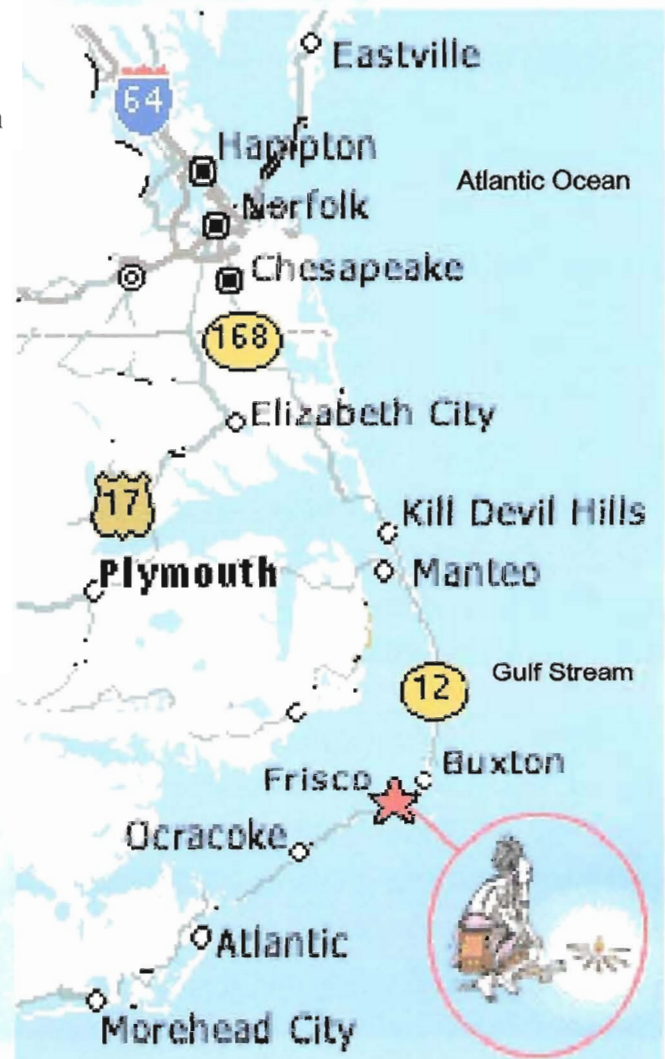 Eastville
64
Hampton
Atlantic Ocean
Norfolk
Chesapeake
168
Elizabeth City
17
Kill Devil Hills
Plymouth
Manteo
12
Gulf Stream
Buxton
Frisco
Ocracoke
Atlantic
Morehead City